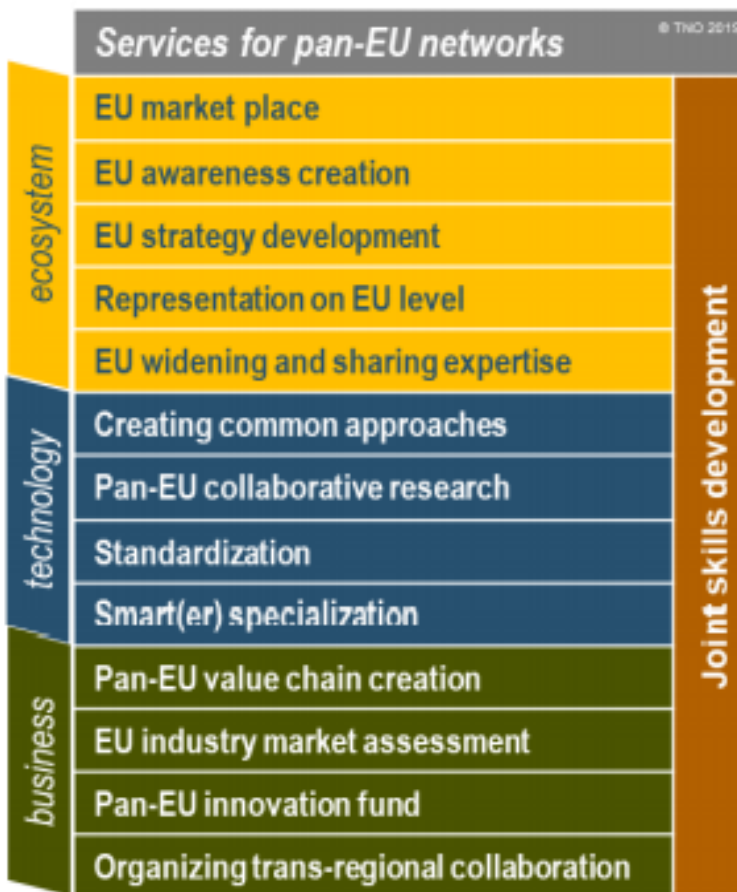 Services for pan-EU networks
© TNO 2019
ecosystem
EU market place
EU awareness creation
EU strategy development
Representation on EU level
EU widening and sharing expertise
technology
Creating common approaches
Pan-EU collaborative research
Standardization
Smart(er) specialization
business
Pan-EU value chain creation
EU industry market assessment
Pan-EU innovation fund
Organizing trans-regional collaboration
Joint skills development